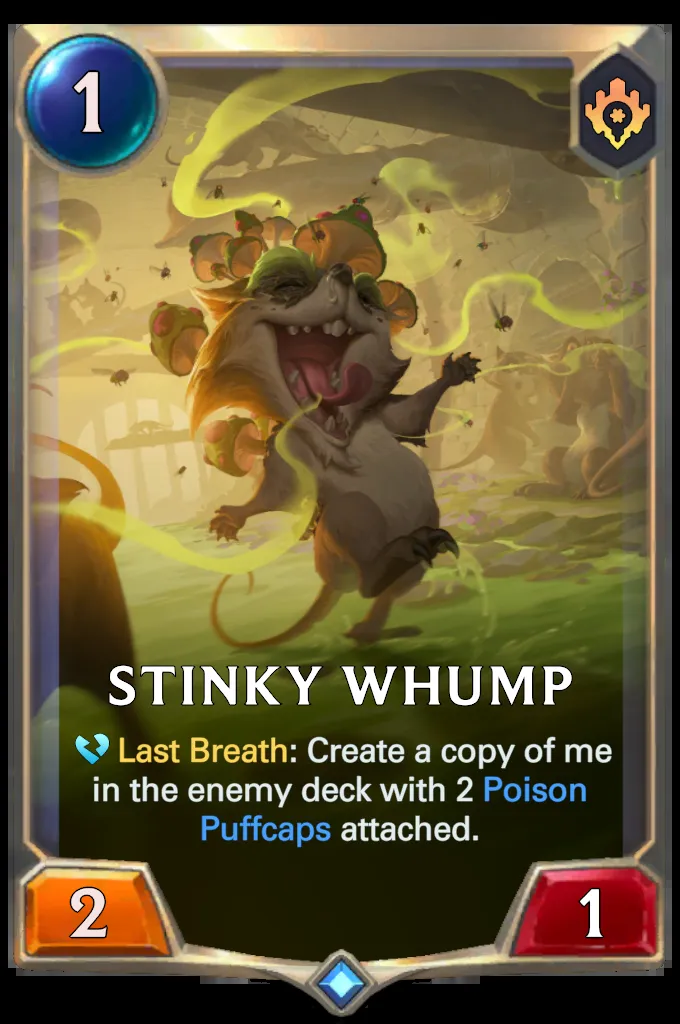 1
STINKY WHUMP
Last Breath: Create a copy of me
in the enemy deck with 2 Poison
Puffcaps attached.
2
1